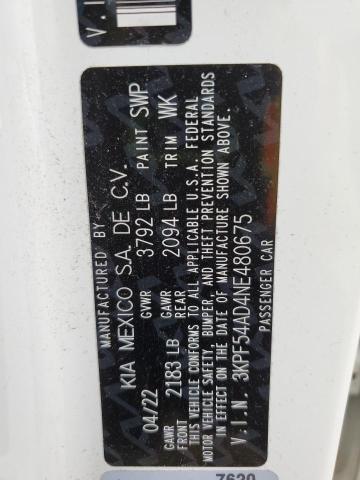 V.I
MANUFACTURED BY
KIA MEXICO S.A. DE C.V.
04/22 GVWR 3792 LB PAINT SWP
GAWR FRONT 2183 LB GAWR REAR 2094 LB TRIM WK
THIS VEHICLE CONFORMS TO ALL APPLICABLE U.S.A. FEDERAL
MOTOR VEHICLE SAFETY, BUMPER, AND THEFT PREVENTION STANDARDS
IN EFFECT ON THE DATE OF MANUFACTURE SHOWN ABOVE.
V.I.N. 3KPF54AD4NE480675
PASSENGER CAR
7620